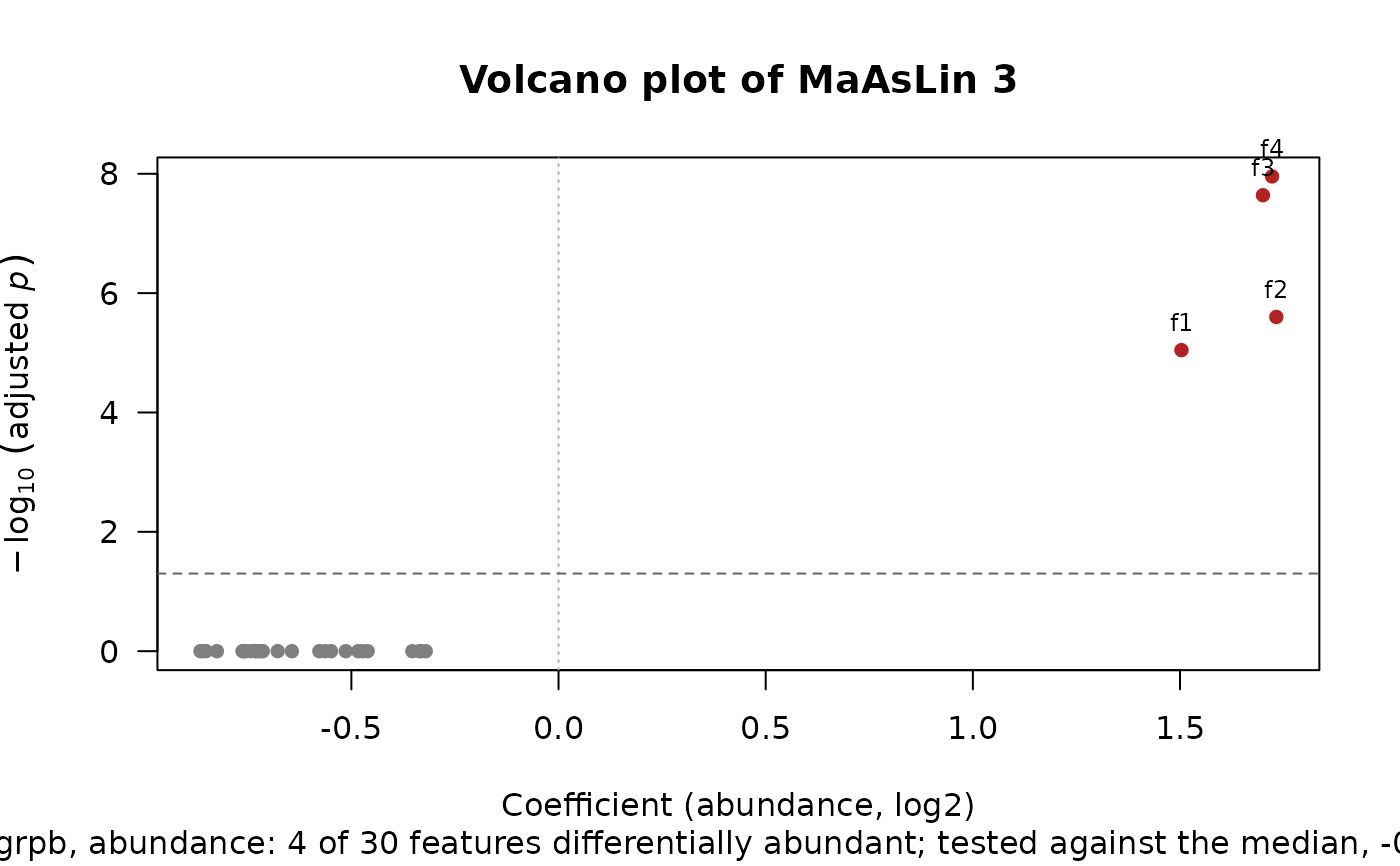 Volcano plot of MaAsLin 3
f4
f3
f2
f1
8
6
4
2
0
−log10 (adjusted p)
-0.5 0.0 0.5 1.0 1.5
Coefficient (abundance, log2)
grpb, abundance: 4 of 30 features differentially abundant; tested against the median,